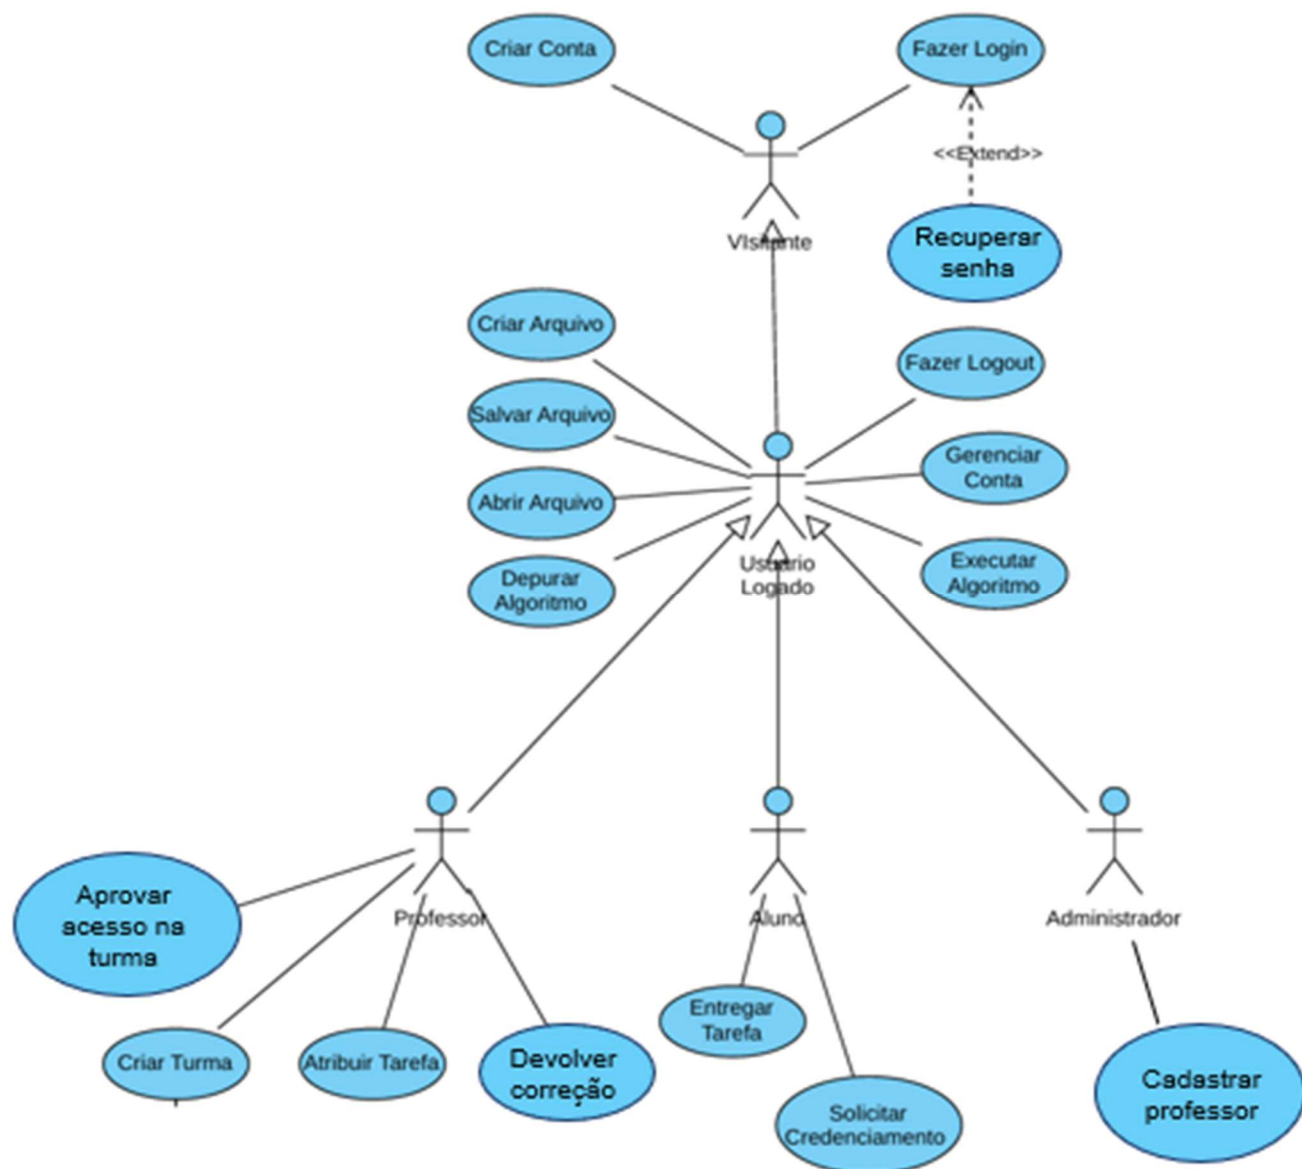 Criar Conta
Fazer Login
<<Extend>>
VIsitante
Recuperar
senha
Criar Arquivo
Fazer Logout
Salvar Arquivo
Gerenciar
Conta
Abrir Arquivo
Usuário
Logado
Executar
Algoritmo
Depurar
Algoritmo
Aprovar
acesso na
turma
Professor
Aluno
Administrador
Entregar
Tarefa
Criar Turma
Atribuir Tarefa
Devolver
correção
Solicitar
Credenciamento
Cadastrar
professor